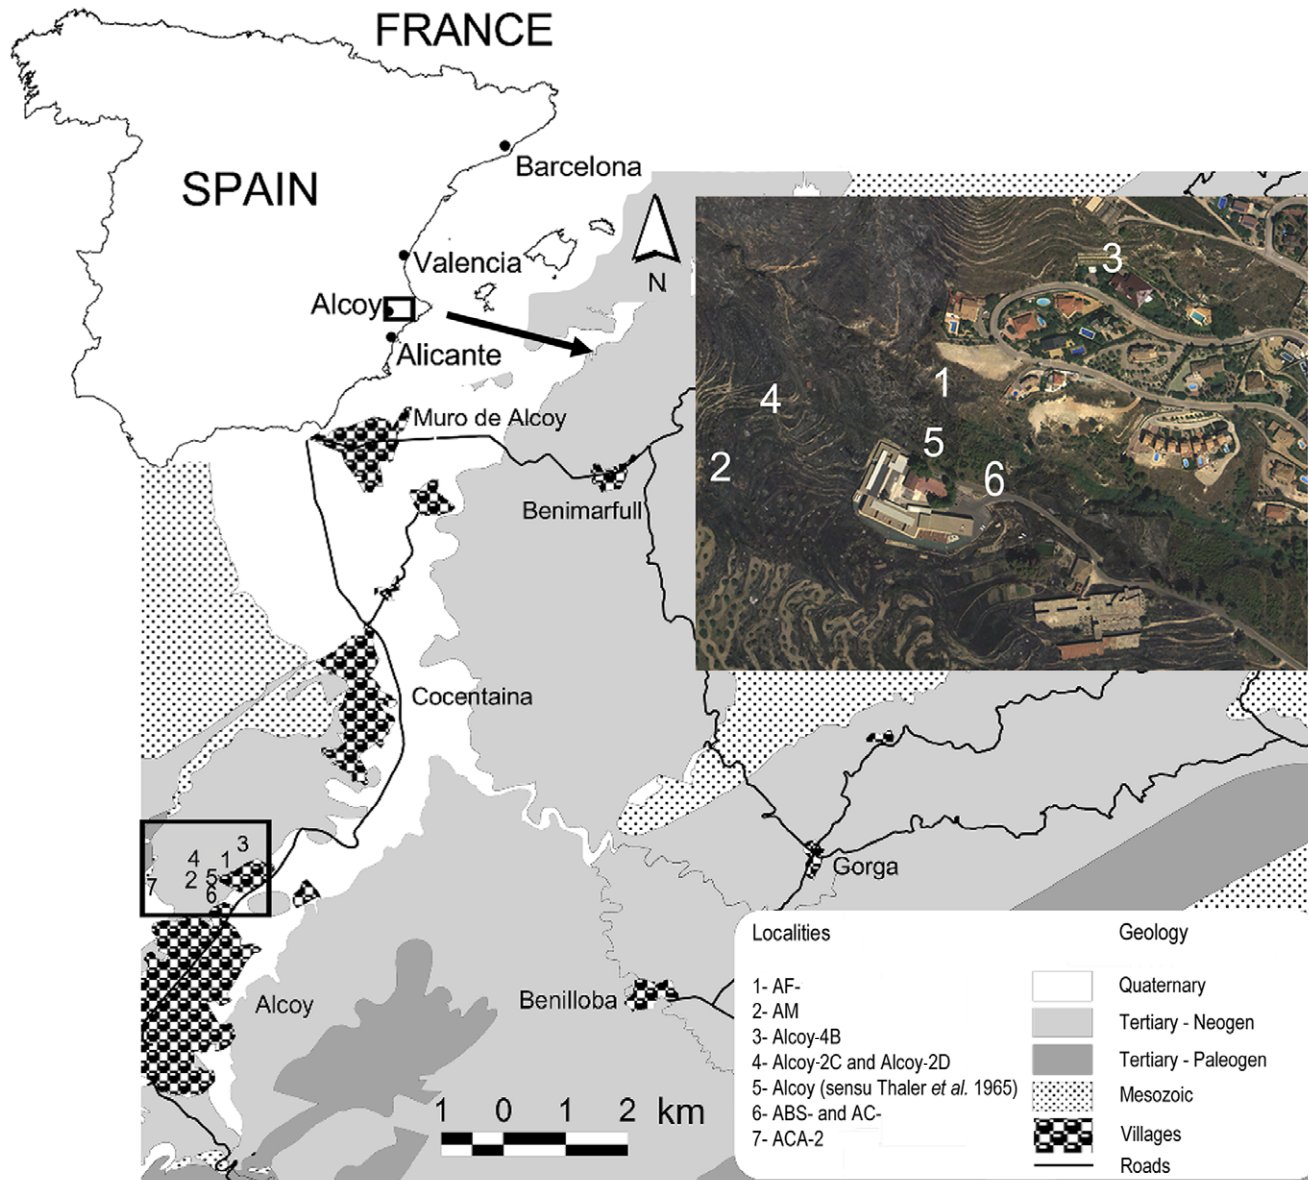 FRANCE
SPAIN
Barcelona
Valencia
Alcoy
Alicante
N
3
1
4
5
2
6
Muro de Alcoy
Benimarfull
Cocentaina
Gorga
3
4
1
7
2
5
6
Alcoy
Benilloba
1 0 1 2 km
Localities
1- AF-
2- AM
3- Alcoy-4B
4- Alcoy-2C and Alcoy-2D
5- Alcoy (sensu Thaler et al. 1965)
6- ABS- and AC-
7- ACA-2
Geology
Quaternary
Tertiary - Neogen
Tertiary - Paleogen
Mesozoic
Villages
Roads